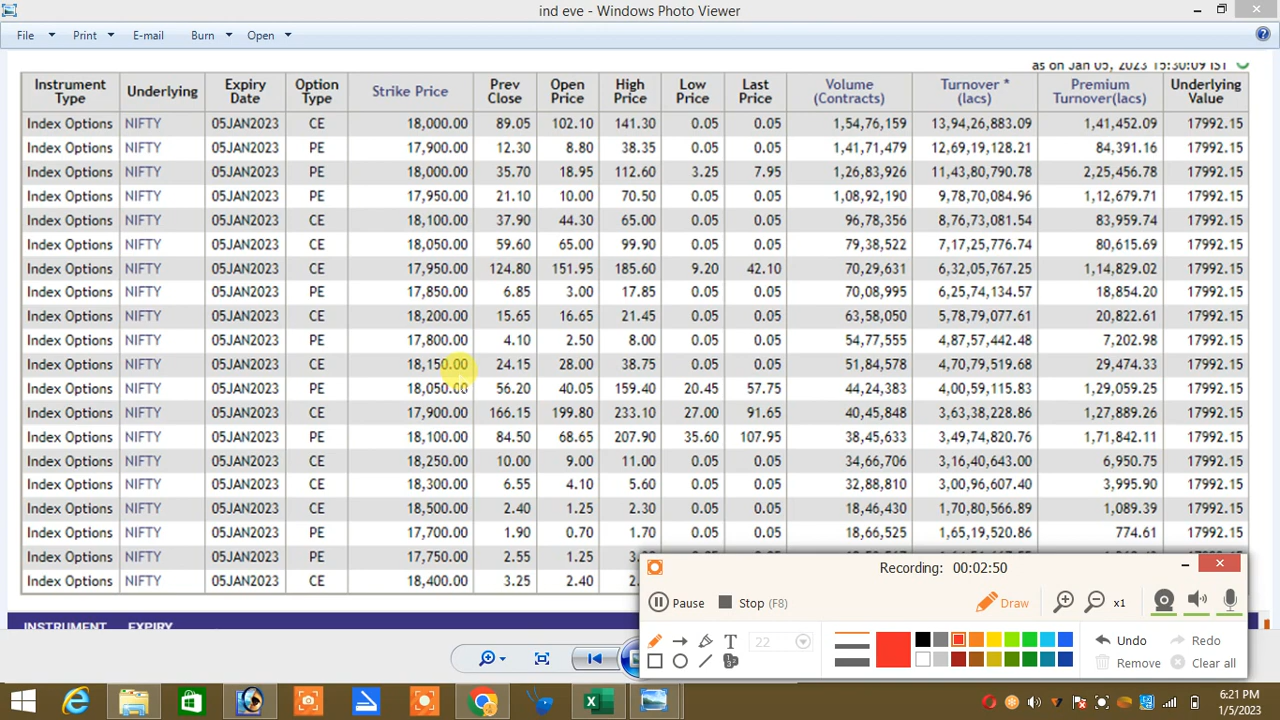 ind eve - Windows Photo Viewer
File Print E-mail Burn Open
as on Jan 05, 2023 15:30:09 IST
Instrument Type Underlying Expiry Date Option Type Strike Price Prev Close Open Price High Price Low Price Last Price Volume (Contracts) Turnover * (lacs) Premium Turnover(lacs) Underlying Value
Index Options NIFTY 05JAN2023 CE 18,000.00 89.05 102.10 141.30 0.05 0.05 1,54,76,159 13,94,26,883.09 1,41,452.09 17992.15
Index Options NIFTY 05JAN2023 PE 17,900.00 12.30 8.80 38.35 0.05 0.05 1,41,71,479 12,69,19,128.21 84,391.16 17992.15
Index Options NIFTY 05JAN2023 PE 18,000.00 35.70 18.95 112.60 3.25 7.95 1,26,83,926 11,43,80,790.78 2,25,456.78 17992.15
Index Options NIFTY 05JAN2023 PE 17,950.00 21.10 10.00 70.50 0.05 0.05 1,08,92,190 9,78,70,084.96 1,12,679.71 17992.15
Index Options NIFTY 05JAN2023 CE 18,100.00 37.90 44.30 65.00 0.05 0.05 96,78,356 8,76,73,081.54 83,959.74 17992.15
Index Options NIFTY 05JAN2023 CE 18,050.00 59.60 65.00 99.90 0.05 0.05 79,38,522 7,17,25,776.74 80,615.69 17992.15
Index Options NIFTY 05JAN2023 CE 17,950.00 124.80 151.95 185.60 9.20 42.10 70,29,631 6,32,05,767.25 1,14,829.02 17992.15
Index Options NIFTY 05JAN2023 PE 17,850.00 6.85 3.00 17.85 0.05 0.05 70,08,995 6,25,74,134.57 18,854.20 17992.15
Index Options NIFTY 05JAN2023 CE 18,200.00 15.65 16.65 21.45 0.05 0.05 63,58,050 5,78,79,077.61 20,822.61 17992.15
Index Options NIFTY 05JAN2023 PE 17,800.00 4.10 2.50 8.00 0.05 0.05 54,77,555 4,87,57,442.48 7,202.98 17992.15
Index Options NIFTY 05JAN2023 CE 18,150.00 24.15 28.00 38.75 0.05 0.05 51,84,578 4,70,79,519.68 29,474.33 17992.15
Index Options NIFTY 05JAN2023 PE 18,050.00 56.20 40.05 159.40 20.45 57.75 44,24,383 4,00,59,115.83 1,29,059.25 17992.15
Index Options NIFTY 05JAN2023 CE 17,900.00 166.15 199.80 233.10 27.00 91.65 40,45,848 3,63,38,228.86 1,27,889.26 17992.15
Index Options NIFTY 05JAN2023 PE 18,100.00 84.50 68.65 207.90 35.60 107.95 38,45,633 3,49,74,820.76 1,71,842.11 17992.15
Index Options NIFTY 05JAN2023 CE 18,250.00 10.00 9.00 11.00 0.05 0.05 34,66,706 3,16,40,643.00 6,950.75 17992.15
Index Options NIFTY 05JAN2023 CE 18,300.00 6.55 4.10 5.60 0.05 0.05 32,88,810 3,00,96,607.40 3,995.90 17992.15
Index Options NIFTY 05JAN2023 CE 18,500.00 2.40 1.25 2.30 0.05 0.05 18,46,430 1,70,80,566.89 1,089.39 17992.15
Index Options NIFTY 05JAN2023 PE 17,700.00 1.90 0.70 1.70 0.05 0.05 18,66,525 1,65,19,520.86 774.61 17992.15
Index Options NIFTY 05JAN2023 PE 17,750.00 2.55 1.25
Index Options NIFTY 05JAN2023 CE 18,400.00 3.25 2.40
INSTRUMENT EXPIRY
Recording: 00:02:50
Pause Stop (F8) Draw x1
T 22 Undo Redo
Remove Clear all
6:21 PM
1/5/2023